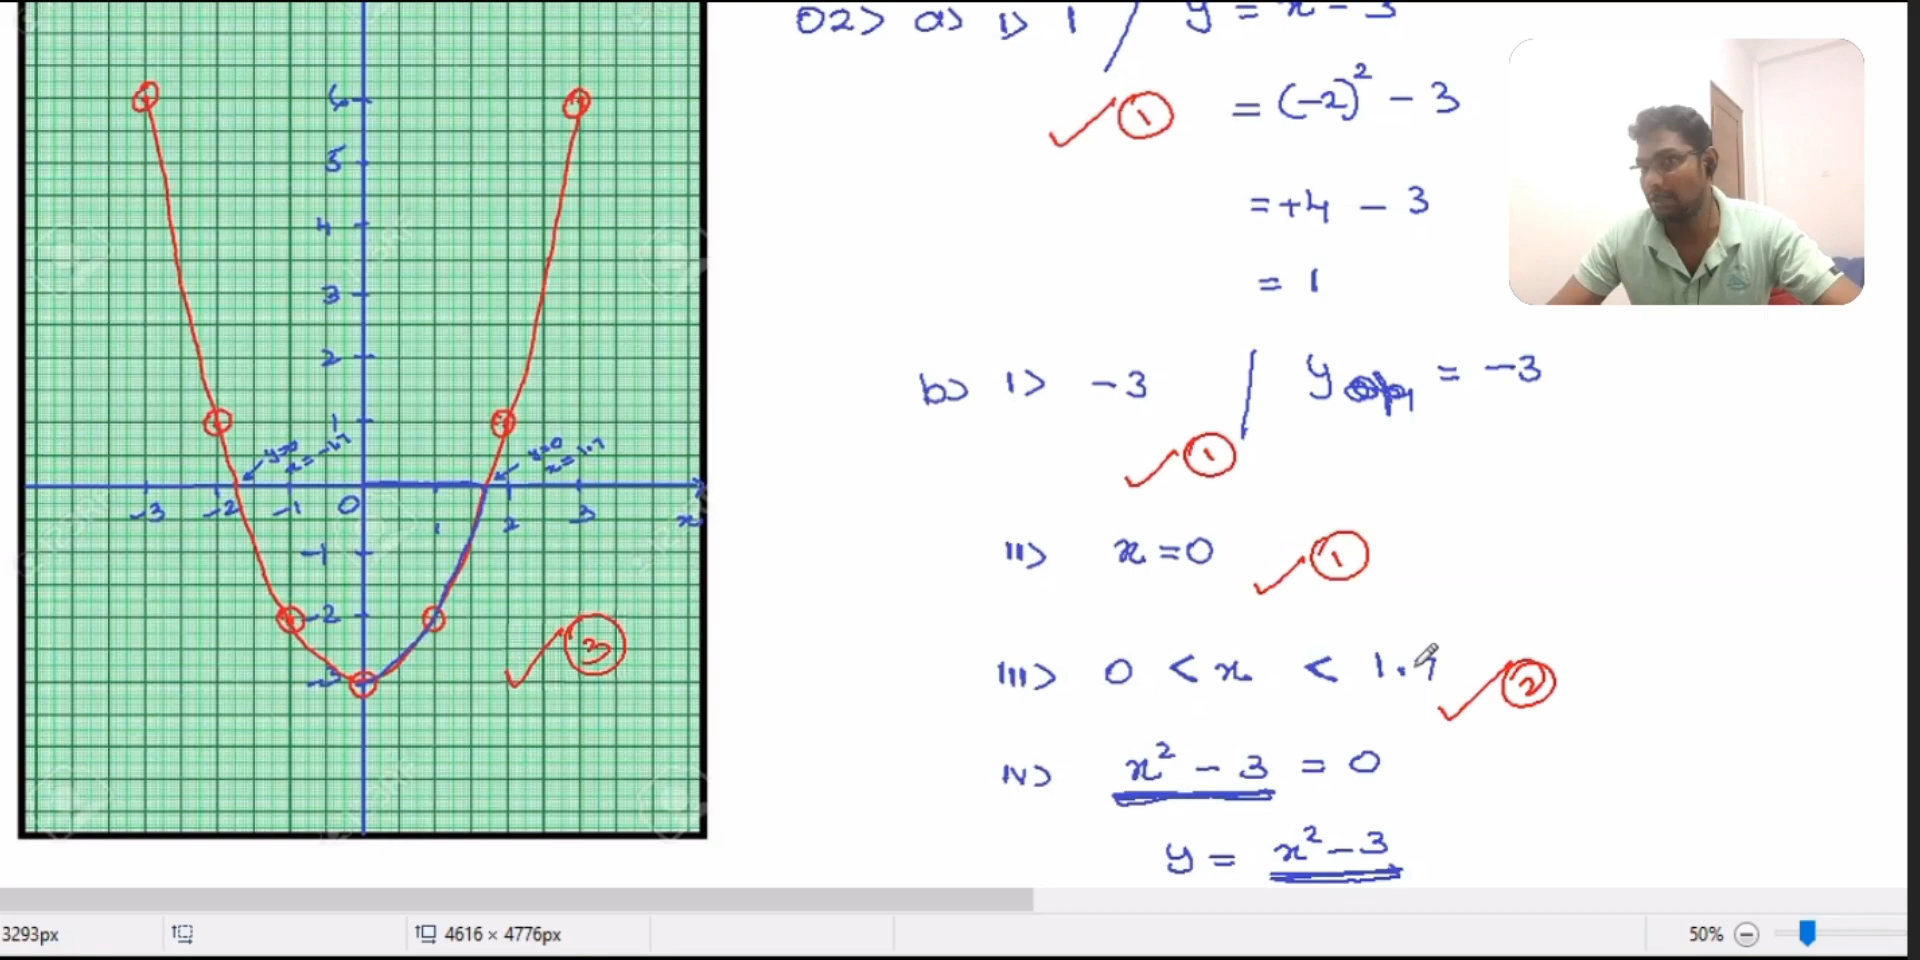 02> a> i> 1 / y = x - 3
✓ ①
= (-2)² - 3
= +4 - 3
= 1
b> i> -3 / y = -3
✓ ①
ii> x = 0 ✓ ①
iii> 0 < x < 1.7 ✓ ②
iv> x² - 3 = 0
y = x² - 3
6
5
4
3
2
1
y=0
x = -1.7
y=0
x = 1.7
-3 -2 -1 0 1 2 3 x
-1
-2
-3
✓ ③
3293px
4616 × 4776px
50%